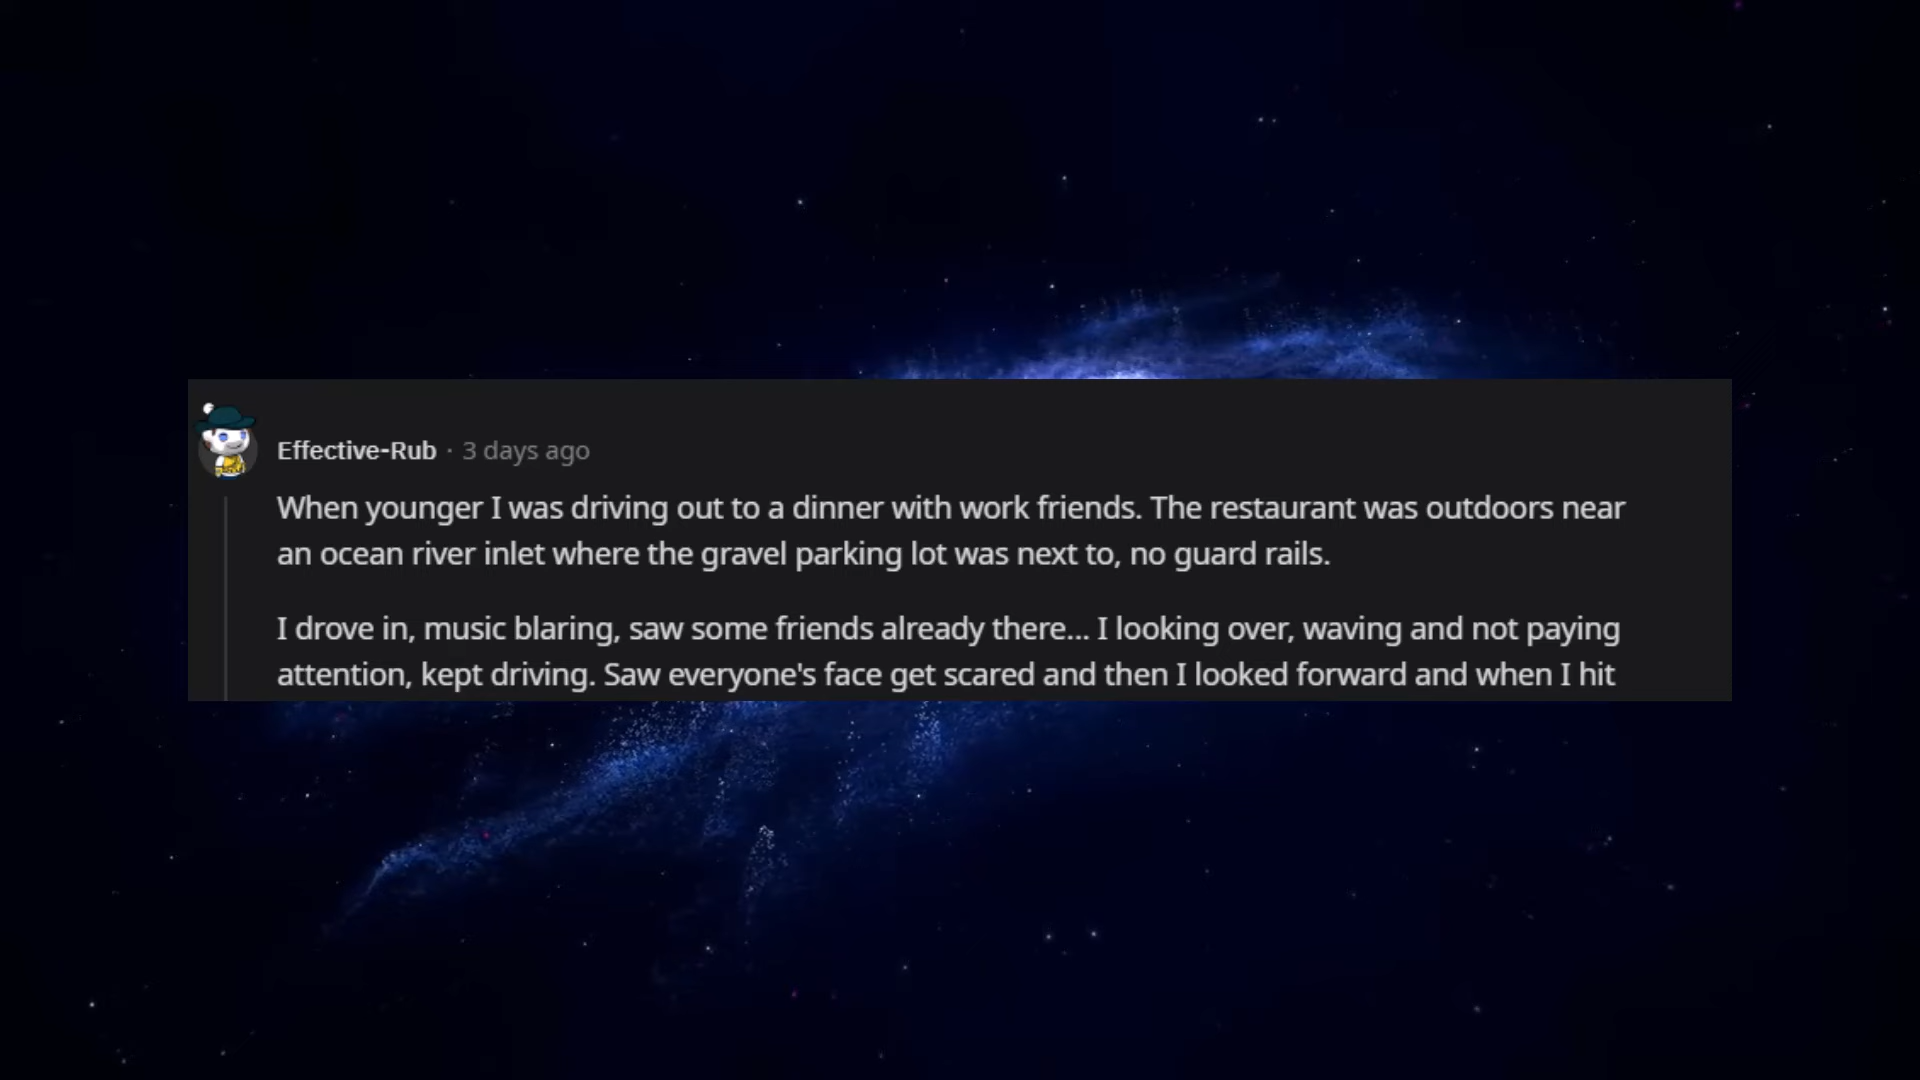 Effective-Rub · 3 days ago
When younger I was driving out to a dinner with work friends. The restaurant was outdoors near
an ocean river inlet where the gravel parking lot was next to, no guard rails.
I drove in, music blaring, saw some friends already there... I looking over, waving and not paying
attention, kept driving. Saw everyone's face get scared and then I looked forward and when I hit